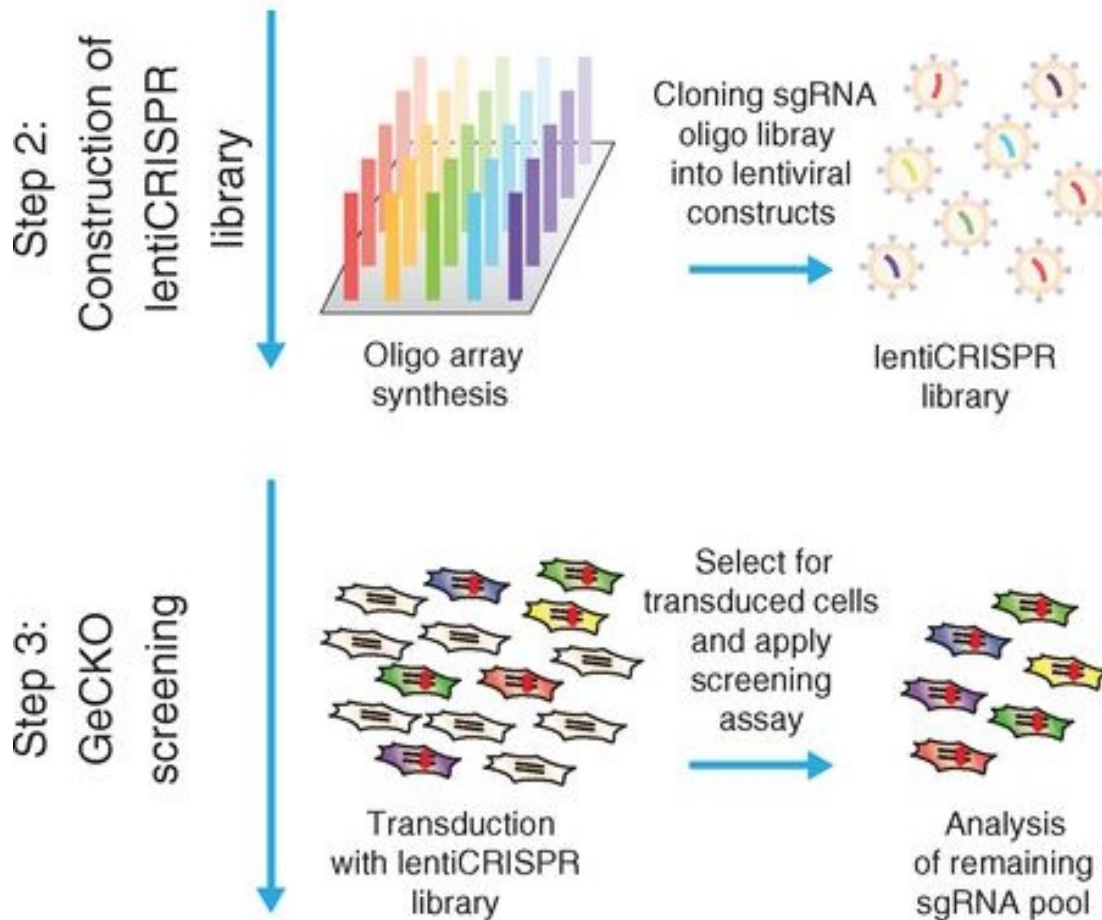 Step 2:
Construction of
lentiCRISPR
library
Oligo array
synthesis
Cloning sgRNA
oligo libray
into lentiviral
constructs
lentiCRISPR
library
Step 3:
GeCKO
screening
Transduction
with lentiCRISPR
library
Select for
transduced cells
and apply
screening
assay
Analysis
of remaining
sgRNA pool